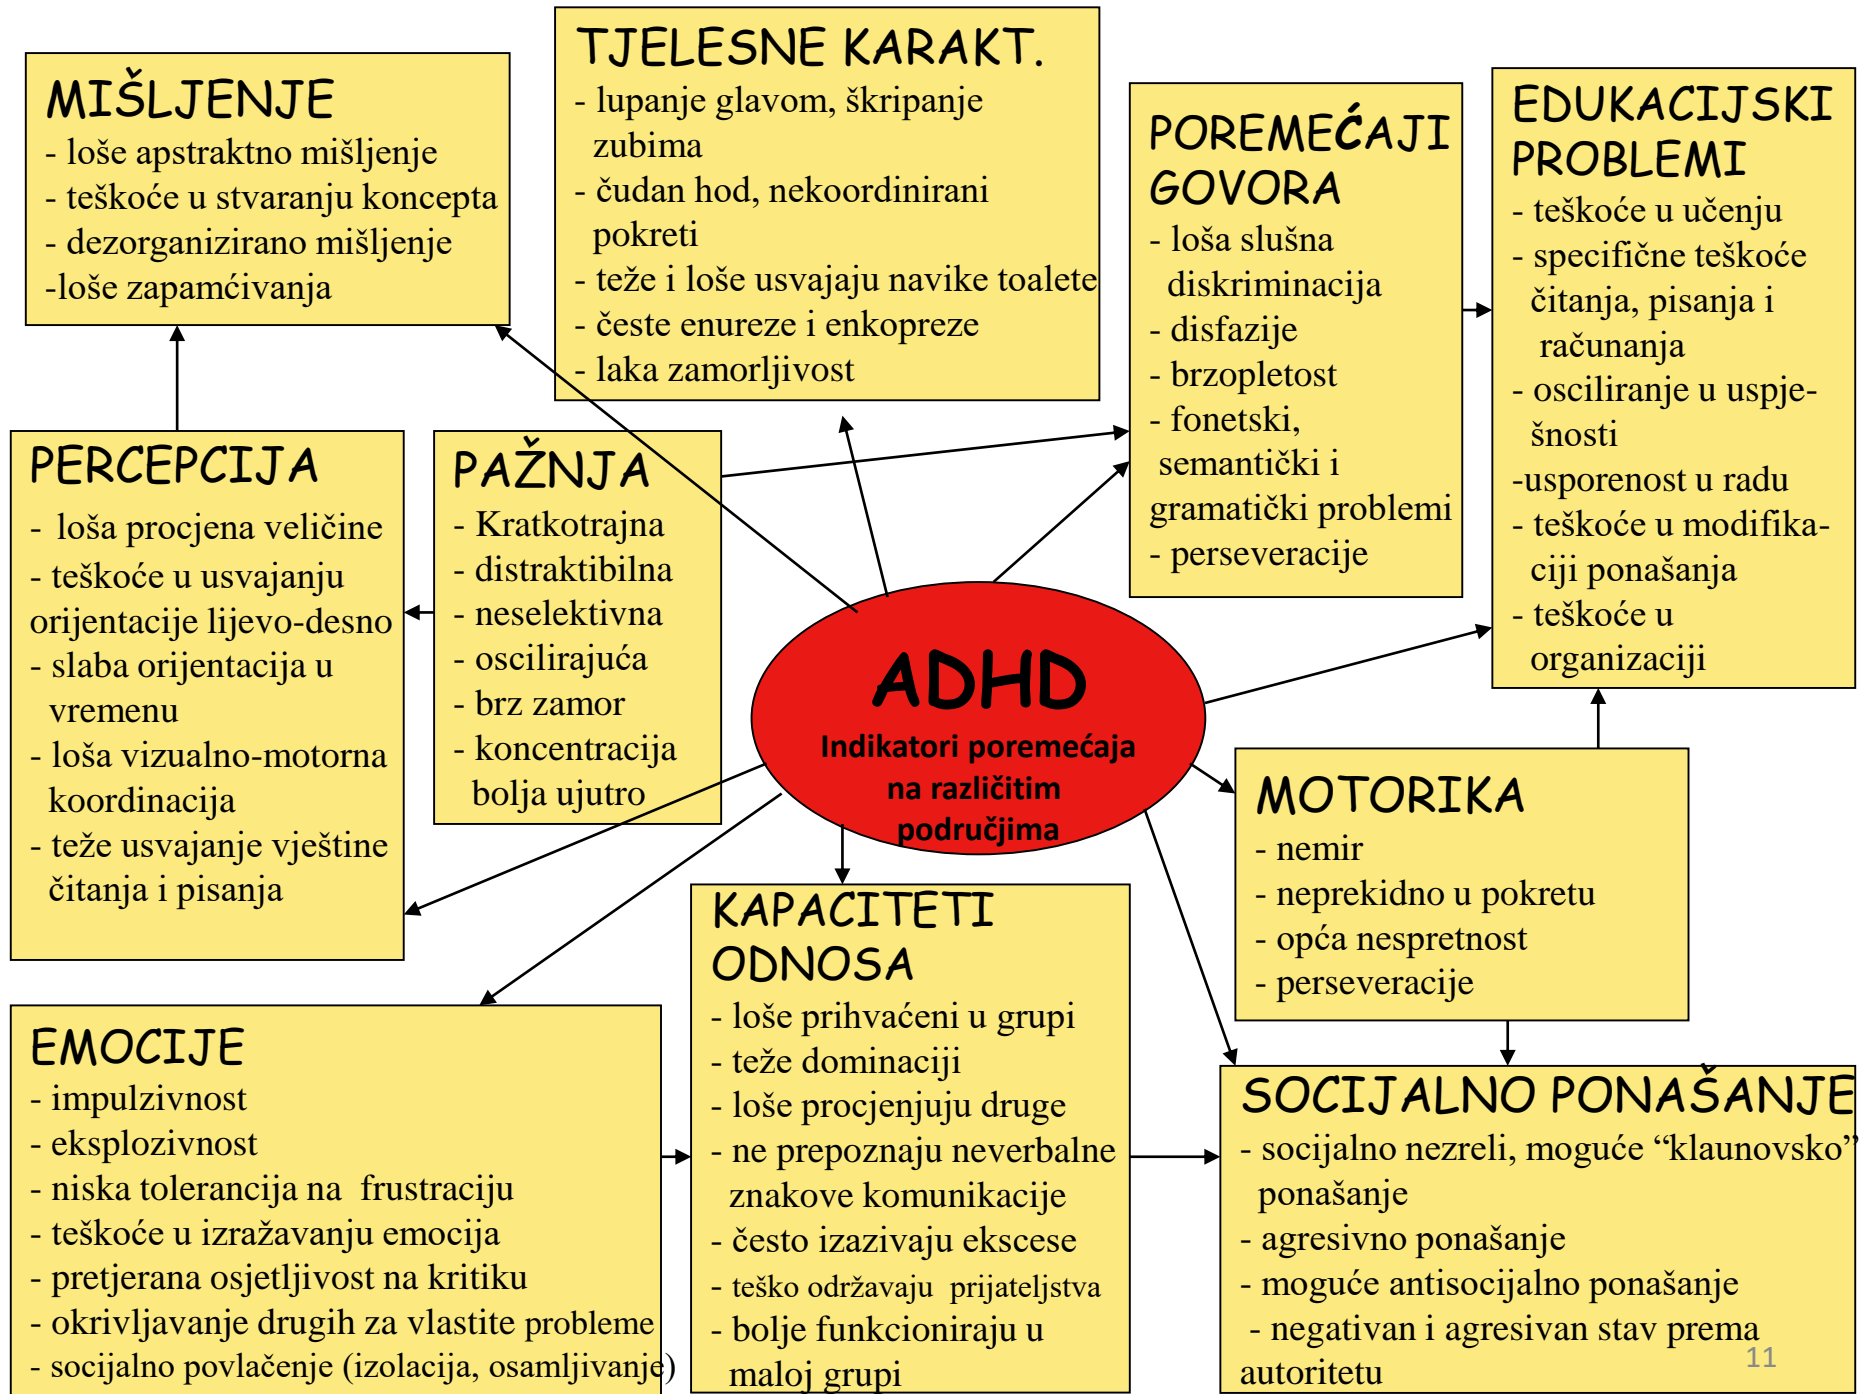 MIŠLJENJE
- loše apstraktno mišljenje
- teškoće u stvaranju koncepta
- dezorganizirano mišljenje
-loše zapamćivanja
TJELESNE KARAKT.
- lupanje glavom, škripanje
zubima
- čudan hod, nekoordinirani
pokreti
- teže i loše usvajaju navike toalete
- česte enureze i enkopreze
- laka zamorljivost
POREMEĆAJI
GOVORA
- loša slušna
diskriminacija
- disfazije
- brzopletost
- fonetski,
semantički i
gramatički problemi
- perseveracije
EDUKACIJSKI
PROBLEMI
- teškoće u učenju
- specifične teškoće
čitanja, pisanja i
računanja
- osciliranje u uspje-
šnosti
-usporenost u radu
- teškoće u modifika-
ciji ponašanja
- teškoće u
organizaciji
PERCEPCIJA
- loša procjena veličine
- teškoće u usvajanju
orijentacije lijevo-desno
- slaba orijentacija u
vremenu
- loša vizualno-motorna
koordinacija
- teže usvajanje vještine
čitanja i pisanja
PAŽNJA
- Kratkotrajna
- distraktibilna
- neselektivna
- oscilirajuća
- brz zamor
- koncentracija
bolja ujutro
ADHD
Indikatori poremećaja
na različitim
područjima
MOTORIKA
- nemir
- neprekidno u pokretu
- opća nespretnost
- perseveracije
EMOCIJE
- impulzivnost
- eksplozivnost
- niska tolerancija na frustraciju
- teškoće u izražavanju emocija
- pretjerana osjetljivost na kritiku
- okrivljavanje drugih za vlastite probleme
- socijalno povlačenje (izolacija, osamljivanje)
KAPACITETI
ODNOSA
- loše prihvaćeni u grupi
- teže dominaciji
- loše procjenjuju druge
- ne prepoznaju neverbalne
znakove komunikacije
- često izazivaju ekscese
- teško održavaju prijateljstva
- bolje funkcioniraju u
maloj grupi
SOCIJALNO PONAŠANJE
- socijalno nezreli, moguće “klaunovsko”
ponašanje
- agresivno ponašanje
- moguće antisocijalno ponašanje
- negativan i agresivan stav prema
autoritetu
11